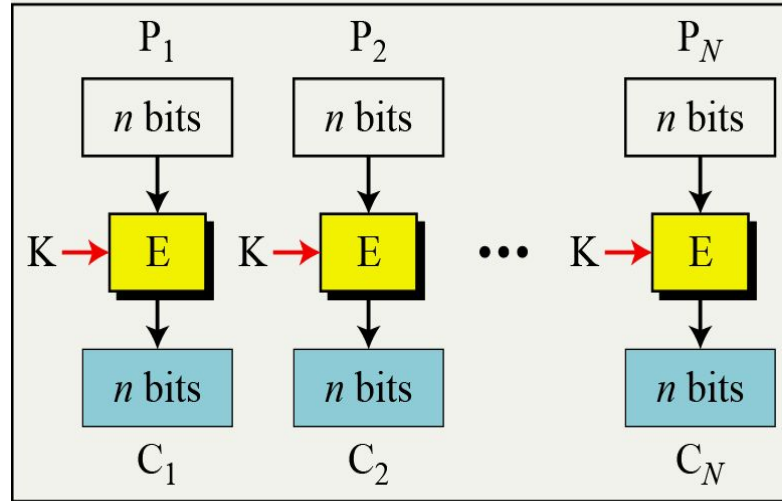 P1 P2 PN
n bits n bits n bits
K E K E ... K E
n bits n bits n bits
C1 C2 CN